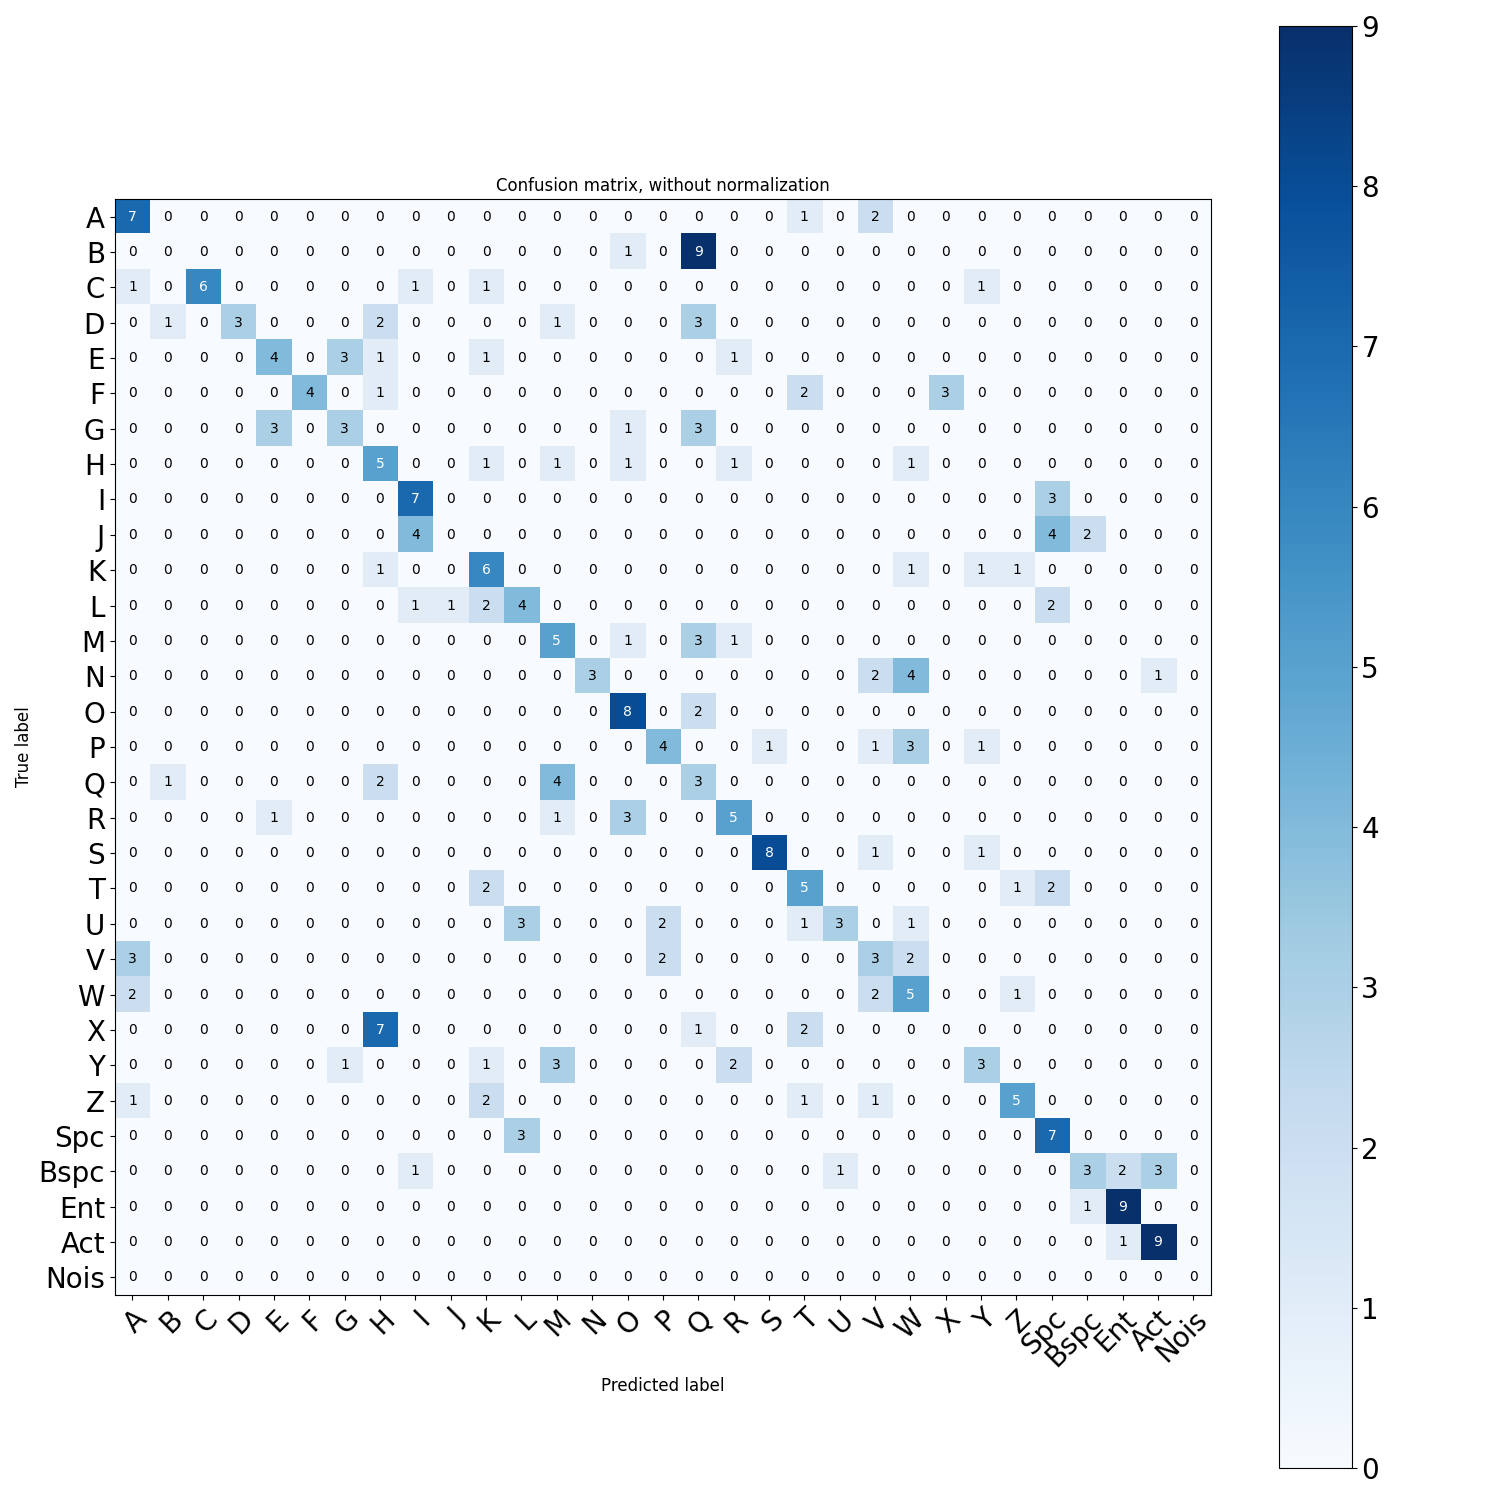 Confusion matrix, without normalization
True label
A 7 0 0 0 0 0 0 0 0 0 0 0 0 0 0 0 0 0 0 1 0 2 0 0 0 0 0 0 0 0 0
B 0 0 0 0 0 0 0 0 0 0 0 0 0 0 1 0 9 0 0 0 0 0 0 0 0 0 0 0 0 0 0
C 1 0 6 0 0 0 0 0 1 0 1 0 0 0 0 0 0 0 0 0 0 0 0 0 1 0 0 0 0 0 0
D 0 1 0 3 0 0 0 2 0 0 0 0 1 0 0 0 3 0 0 0 0 0 0 0 0 0 0 0 0 0 0
E 0 0 0 0 4 0 3 1 0 0 1 0 0 0 0 0 0 1 0 0 0 0 0 0 0 0 0 0 0 0 0
F 0 0 0 0 0 4 0 1 0 0 0 0 0 0 0 0 0 0 0 2 0 0 0 3 0 0 0 0 0 0 0
G 0 0 0 0 3 0 3 0 0 0 0 0 0 0 1 0 3 0 0 0 0 0 0 0 0 0 0 0 0 0 0
H 0 0 0 0 0 0 0 5 0 0 1 0 1 0 1 0 0 1 0 0 0 0 1 0 0 0 0 0 0 0 0
I 0 0 0 0 0 0 0 0 7 0 0 0 0 0 0 0 0 0 0 0 0 0 0 0 0 0 3 0 0 0 0
J 0 0 0 0 0 0 0 0 4 0 0 0 0 0 0 0 0 0 0 0 0 0 0 0 0 0 4 2 0 0 0
K 0 0 0 0 0 0 0 1 0 0 6 0 0 0 0 0 0 0 0 0 0 0 1 0 1 1 0 0 0 0 0
L 0 0 0 0 0 0 0 0 1 1 2 4 0 0 0 0 0 0 0 0 0 0 0 0 0 0 2 0 0 0 0
M 0 0 0 0 0 0 0 0 0 0 0 0 5 0 1 0 3 1 0 0 0 0 0 0 0 0 0 0 0 0 0
N 0 0 0 0 0 0 0 0 0 0 0 0 0 3 0 0 0 0 0 0 0 2 4 0 0 0 0 0 0 1 0
O 0 0 0 0 0 0 0 0 0 0 0 0 0 0 8 0 2 0 0 0 0 0 0 0 0 0 0 0 0 0 0
P 0 0 0 0 0 0 0 0 0 0 0 0 0 0 0 4 0 0 1 0 0 1 3 0 1 0 0 0 0 0 0
Q 0 1 0 0 0 0 0 2 0 0 0 0 4 0 0 0 3 0 0 0 0 0 0 0 0 0 0 0 0 0 0
R 0 0 0 0 1 0 0 0 0 0 0 0 1 0 3 0 0 5 0 0 0 0 0 0 0 0 0 0 0 0 0
S 0 0 0 0 0 0 0 0 0 0 0 0 0 0 0 0 0 0 8 0 0 1 0 0 1 0 0 0 0 0 0
T 0 0 0 0 0 0 0 0 0 0 2 0 0 0 0 0 0 0 0 5 0 0 0 0 0 1 2 0 0 0 0
U 0 0 0 0 0 0 0 0 0 0 0 3 0 0 0 2 0 0 0 1 3 0 1 0 0 0 0 0 0 0 0
V 3 0 0 0 0 0 0 0 0 0 0 0 0 0 0 2 0 0 0 0 0 3 2 0 0 0 0 0 0 0 0
W 2 0 0 0 0 0 0 0 0 0 0 0 0 0 0 0 0 0 0 0 0 2 5 0 0 1 0 0 0 0 0
X 0 0 0 0 0 0 0 7 0 0 0 0 0 0 0 0 1 0 0 2 0 0 0 0 0 0 0 0 0 0 0
Y 0 0 0 0 0 0 1 0 0 0 1 0 3 0 0 0 0 2 0 0 0 0 0 0 3 0 0 0 0 0 0
Z 1 0 0 0 0 0 0 0 0 0 2 0 0 0 0 0 0 0 0 1 0 1 0 0 0 5 0 0 0 0 0
Spc 0 0 0 0 0 0 0 0 0 0 0 3 0 0 0 0 0 0 0 0 0 0 0 0 0 0 7 0 0 0 0
Bspc 0 0 0 0 0 0 0 0 1 0 0 0 0 0 0 0 0 0 0 0 1 0 0 0 0 0 0 3 2 3 0
Ent 0 0 0 0 0 0 0 0 0 0 0 0 0 0 0 0 0 0 0 0 0 0 0 0 0 0 0 1 9 0 0
Act 0 0 0 0 0 0 0 0 0 0 0 0 0 0 0 0 0 0 0 0 0 0 0 0 0 0 0 0 1 9 0
Nois 0 0 0 0 0 0 0 0 0 0 0 0 0 0 0 0 0 0 0 0 0 0 0 0 0 0 0 0 0 0 0
A B C D E F G H I J K L M N O P Q R S T U V W X Y Z Spc Bspc Ent Act Nois
Predicted label
9
8
7
6
5
4
3
2
1
0